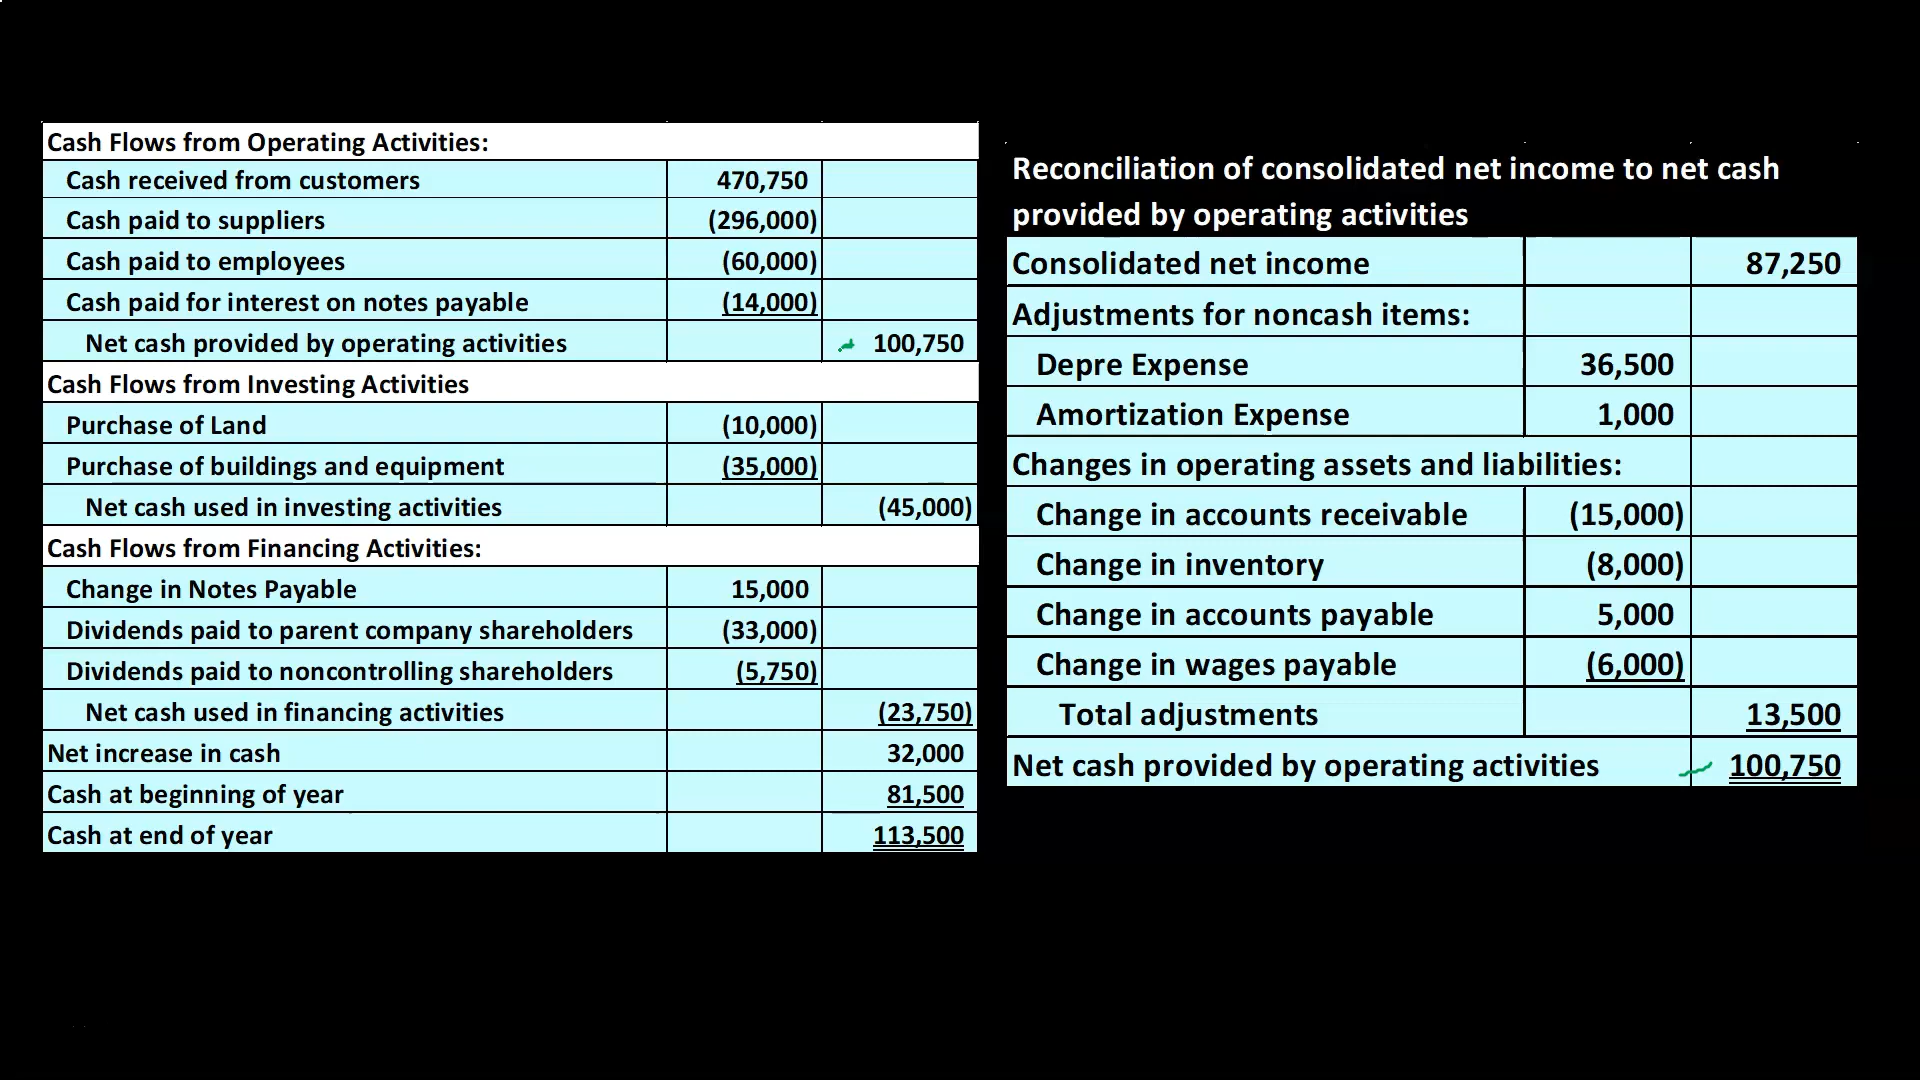 Cash Flows from Operating Activities:
Cash received from customers 470,750
Cash paid to suppliers (296,000)
Cash paid to employees (60,000)
Cash paid for interest on notes payable (14,000)
Net cash provided by operating activities 100,750
Cash Flows from Investing Activities
Purchase of Land (10,000)
Purchase of buildings and equipment (35,000)
Net cash used in investing activities (45,000)
Cash Flows from Financing Activities:
Change in Notes Payable 15,000
Dividends paid to parent company shareholders (33,000)
Dividends paid to noncontrolling shareholders (5,750)
Net cash used in financing activities (23,750)
Net increase in cash 32,000
Cash at beginning of year 81,500
Cash at end of year 113,500
Reconciliation of consolidated net income to net cash
provided by operating activities
Consolidated net income 87,250
Adjustments for noncash items:
Depre Expense 36,500
Amortization Expense 1,000
Changes in operating assets and liabilities:
Change in accounts receivable (15,000)
Change in inventory (8,000)
Change in accounts payable 5,000
Change in wages payable (6,000)
Total adjustments 13,500
Net cash provided by operating activities 100,750